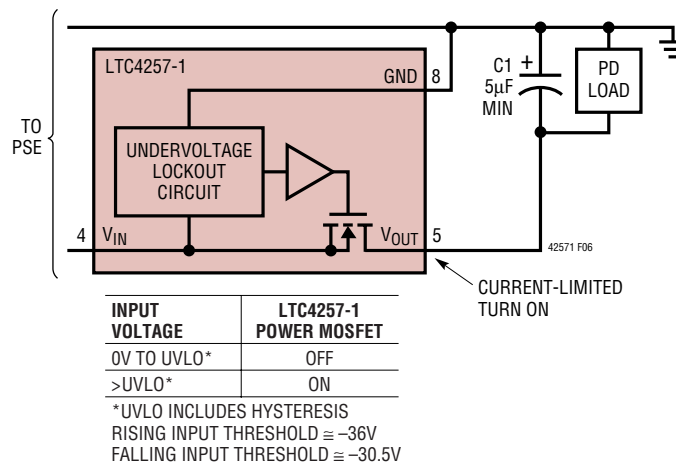 LTC4257-1
GND 8
C1 +
5µF
MIN
PD
LOAD
TO
PSE
UNDERVOLTAGE
LOCKOUT
CIRCUIT
4 VIN
VOUT 5
42571 F06
CURRENT-LIMITED
TURN ON
INPUT VOLTAGE LTC4257-1 POWER MOSFET
0V TO UVLO* OFF
>UVLO* ON
*UVLO INCLUDES HYSTERESIS
RISING INPUT THRESHOLD ≅ –36V
FALLING INPUT THRESHOLD ≅ –30.5V